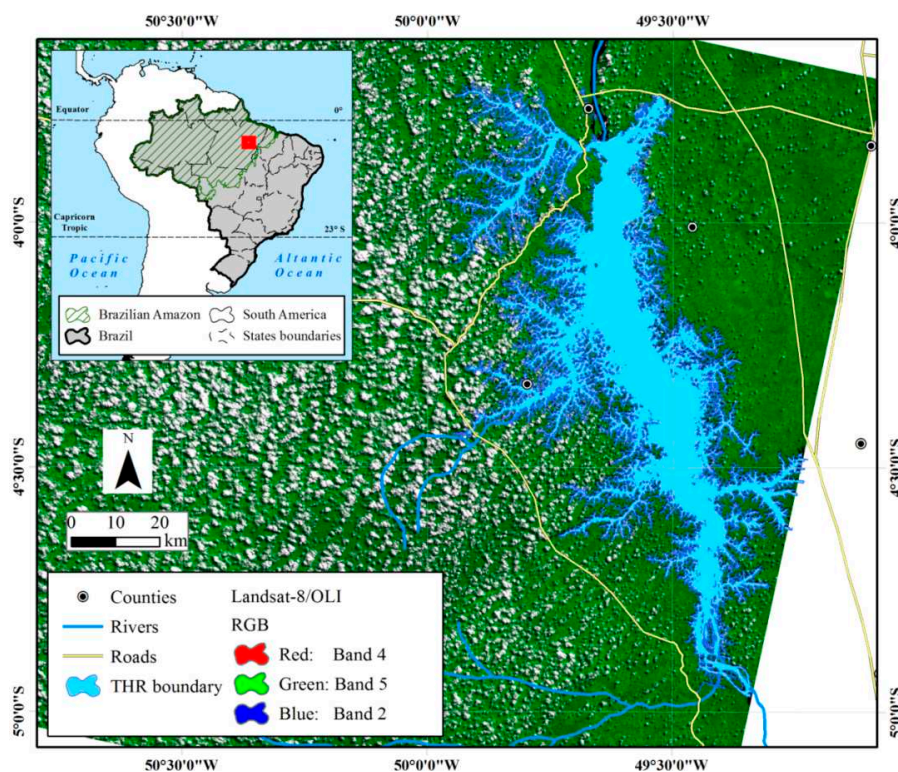 50°30'0"W 50°0'0"W 49°30'0"W
Equator 0°
Capricorn
Tropic 23° S
Pacific
Ocean
Altantic
Ocean
Brazilian Amazon South America
Brazil States boundaries
4°0'0"S 4°0'0"S
N
4°30'0"S 4°30'0"S
0 10 20
km
Counties Landsat-8/OLI
Rivers RGB
Roads Red: Band 4
THR boundary Green: Band 5
Blue: Band 2
5°0'0"S 5°0'0"S
50°30'0"W 50°0'0"W 49°30'0"W